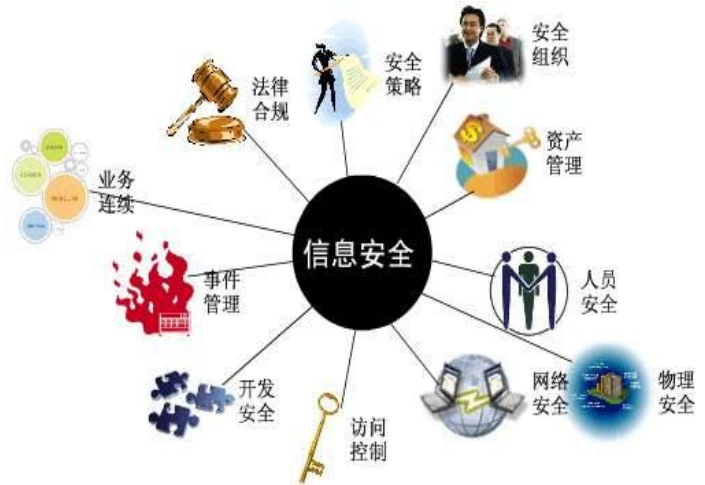 信息安全
安全
策略
安全
组织
资产
管理
人员
安全
物理
安全
网络
安全
访问
控制
开发
安全
事件
管理
业务
连续
法律
合规